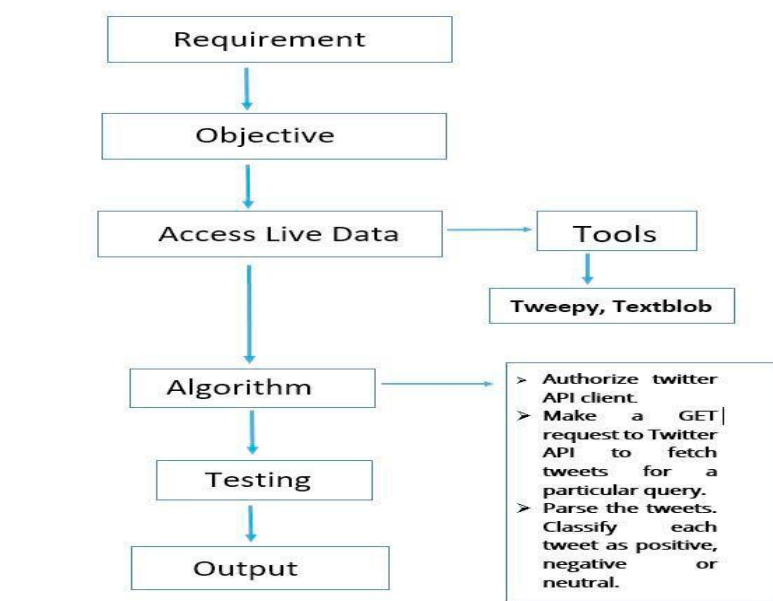 Requirement
Objective
Access Live Data
Tools
Tweepy, Textblob
Algorithm
➢ Authorize twitter
API client.
➢ Make a GET
request to Twitter
API to fetch
tweets for a
particular query.
➢ Parse the tweets.
Classify each
tweet as positive,
negative or
neutral.
Testing
Output